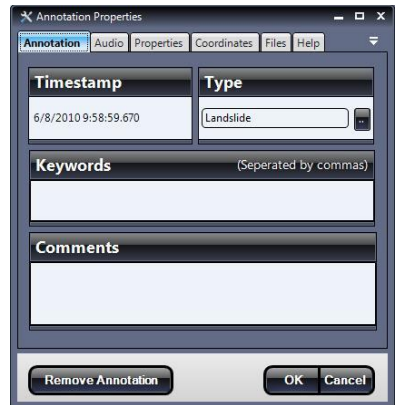 Annotation Properties
Annotation Audio Properties Coordinates Files Help
Timestamp Type
6/8/2010 9:58:59.670 Landslide ..
Keywords (Seperated by commas)
Comments
Remove Annotation OK Cancel